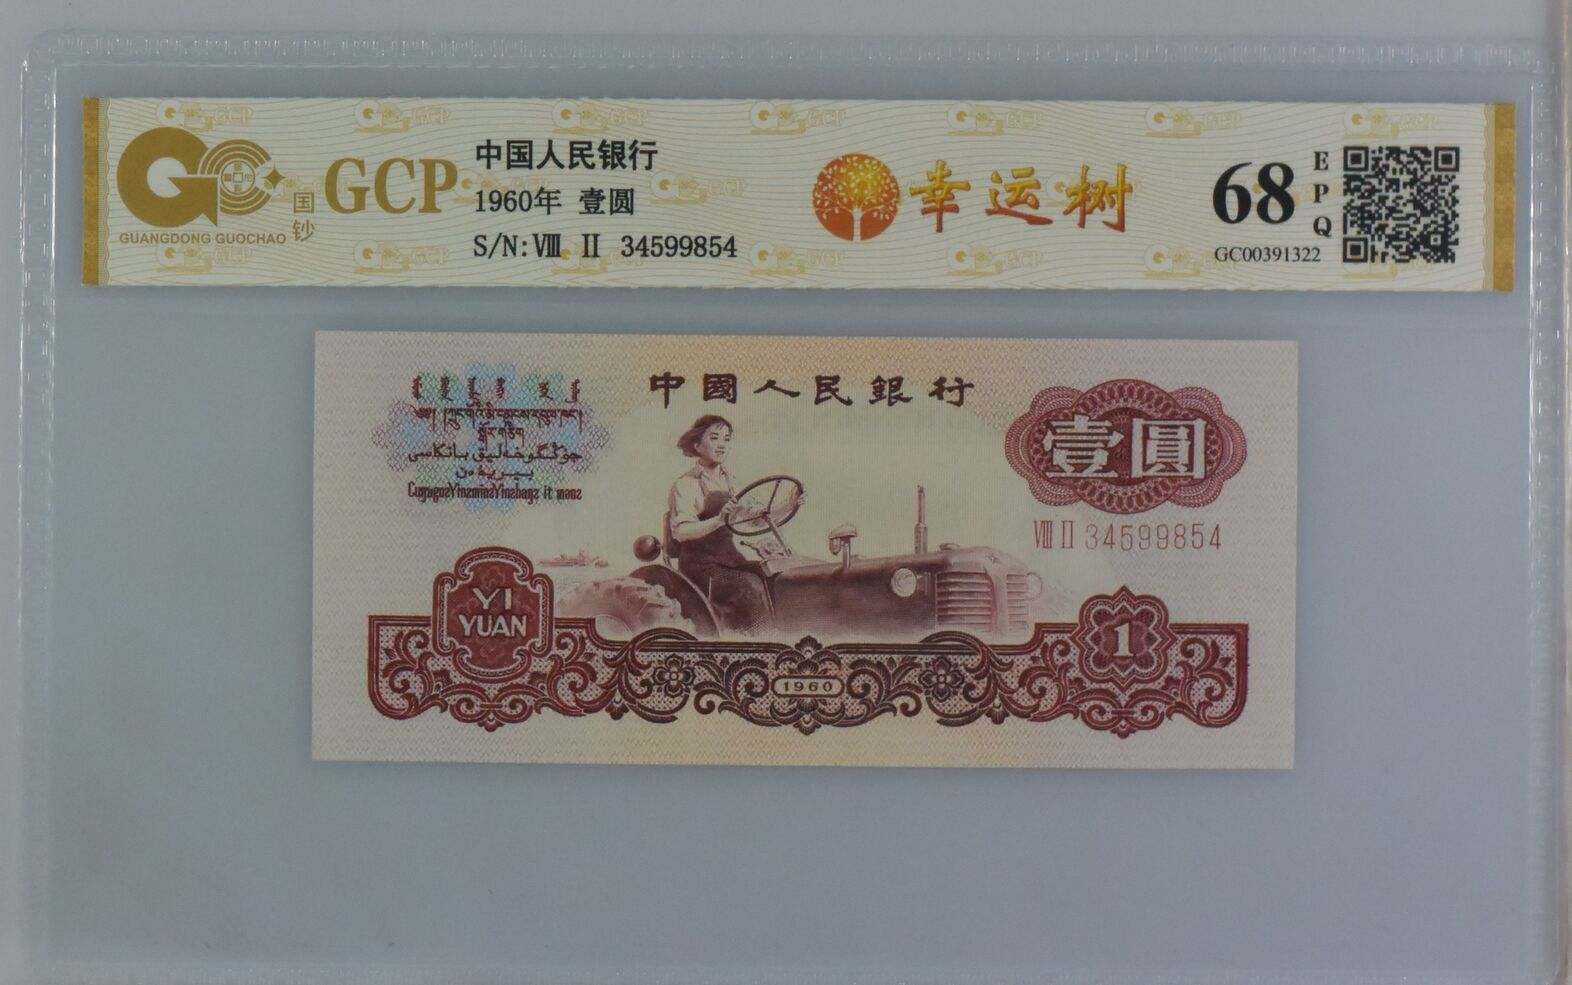 GUANGDONG GUOCHAO
国钞
GCP
中国人民银行
1960年 壹圆
S/N: Ⅷ Ⅱ 34599854
幸运树
68
EPQ
GC00391322
中國人民銀行
壹圓
Ⅷ Ⅱ 34599854
YI
YUAN
1960
1